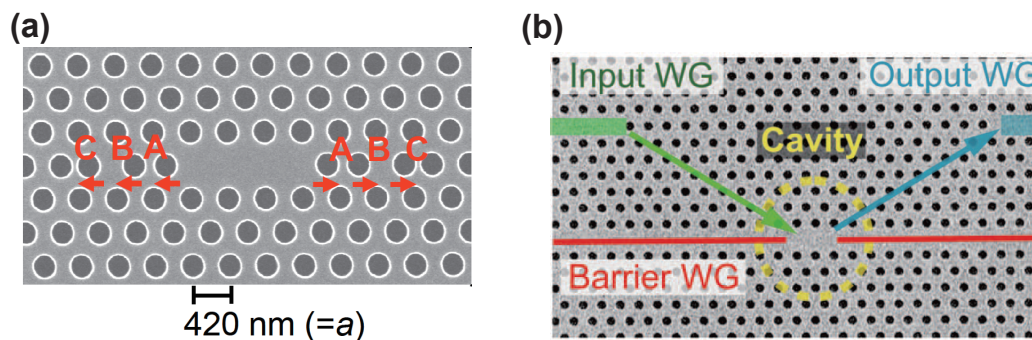 (a)
C B A A B C
420 nm (=a)
(b)
Input WG
Output WG
Cavity
Barrier WG